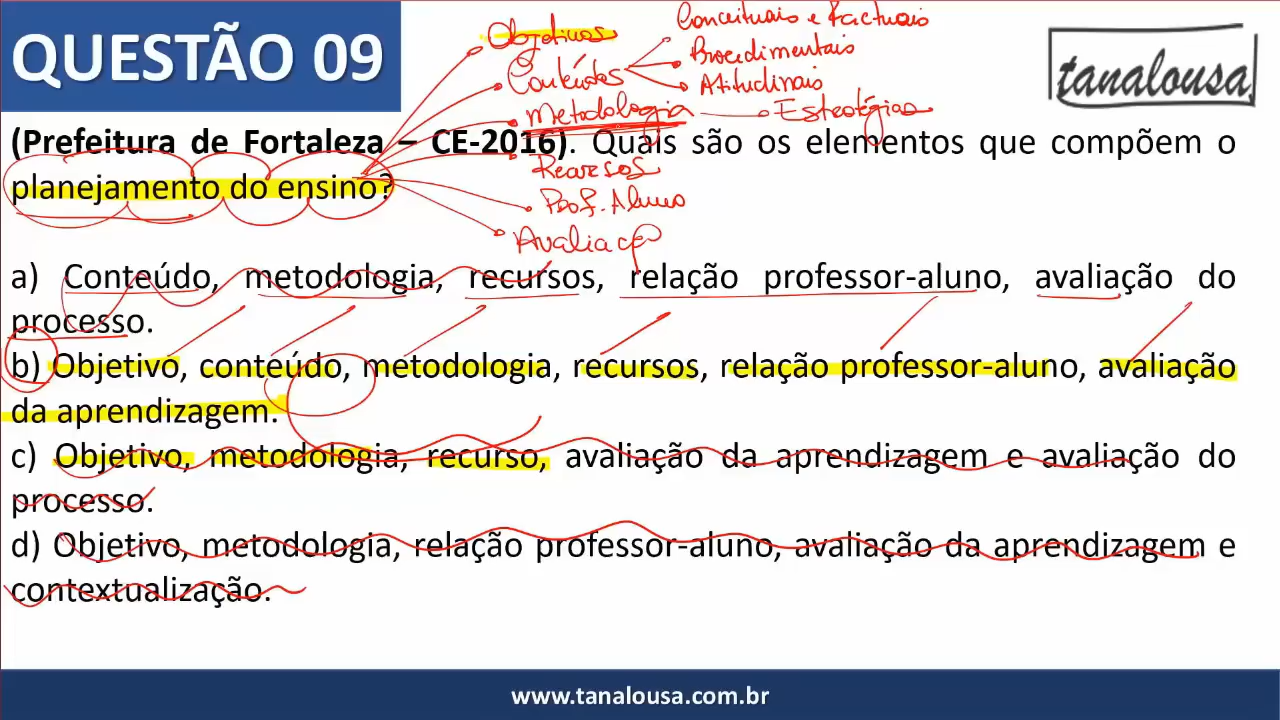 QUESTÃO 09
Objetivos
Conteúdos
Conceituais e Factuais
Procedimentais
Atitudinais
Metodologia Estratégias
Recursos
Prof. Aluno
Avaliação
tanalousa
(Prefeitura de Fortaleza – CE-2016). Quais são os elementos que compõem o
planejamento do ensino?
a) Conteúdo, metodologia, recursos, relação professor-aluno, avaliação do
processo.
b) Objetivo, conteúdo, metodologia, recursos, relação professor-aluno, avaliação
da aprendizagem.
c) Objetivo, metodologia, recurso, avaliação da aprendizagem e avaliação do
processo.
d) Objetivo, metodologia, relação professor-aluno, avaliação da aprendizagem e
contextualização.
www.tanalousa.com.br